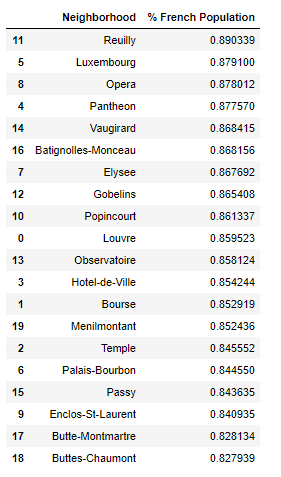 Neighborhood % French Population
11 Reuilly 0.890339
5 Luxembourg 0.879100
8 Opera 0.878012
4 Pantheon 0.877570
14 Vaugirard 0.868415
16 Batignolles-Monceau 0.868156
7 Elysee 0.867692
12 Gobelins 0.865408
10 Popincourt 0.861337
0 Louvre 0.859523
13 Observatoire 0.858124
3 Hotel-de-Ville 0.854244
1 Bourse 0.852919
19 Menilmontant 0.852436
2 Temple 0.845552
6 Palais-Bourbon 0.844550
15 Passy 0.843635
9 Enclos-St-Laurent 0.840935
17 Butte-Montmartre 0.828134
18 Buttes-Chaumont 0.827939